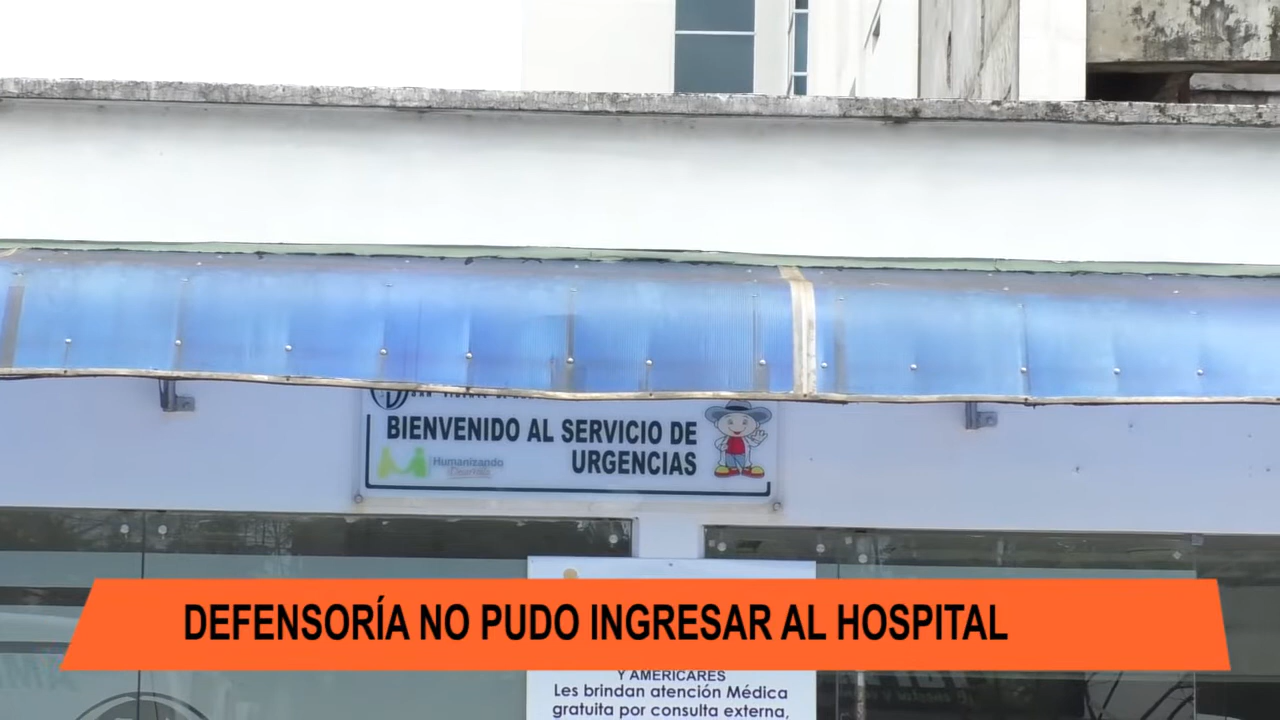 BIENVENIDO AL SERVICIO DE
URGENCIAS
Humanizando
DEFENSORÍA NO PUDO INGRESAR AL HOSPITAL
Y AMERICARES
Les brindan atención Médica
gratuita por consulta externa,